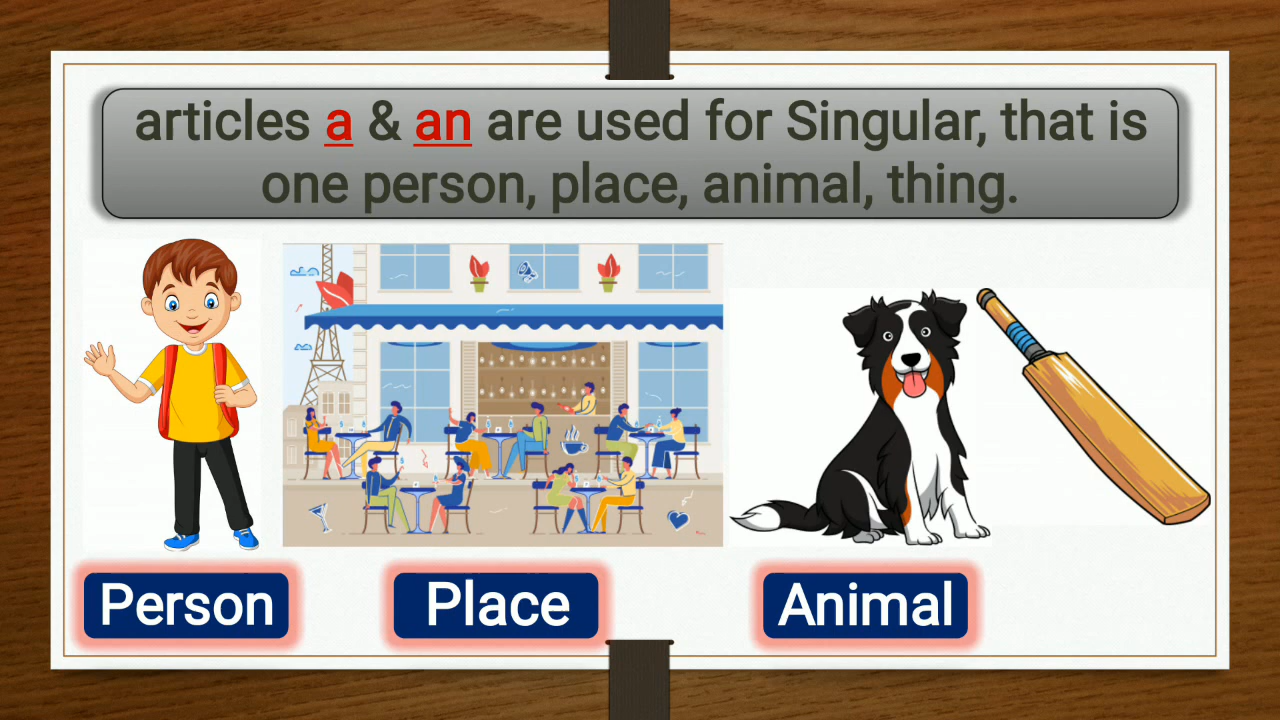 articles a & an are used for Singular, that is
one person, place, animal, thing.
Person
Place
Animal